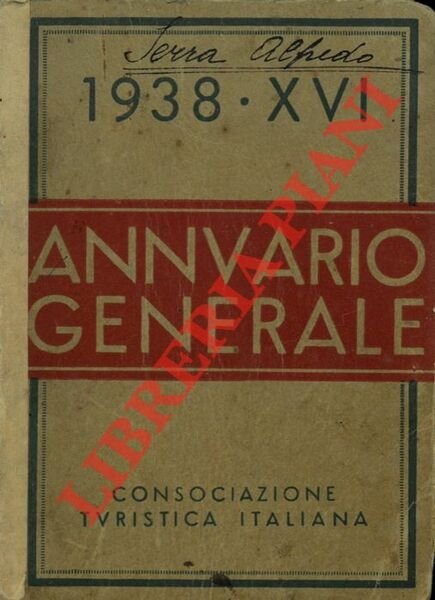 Serra Alfredo
1938 · XVI
ANNVARIO
GENERALE
LIBRERIA PIANI
CONSOCIAZIONE
TVRISTICA ITALIANA